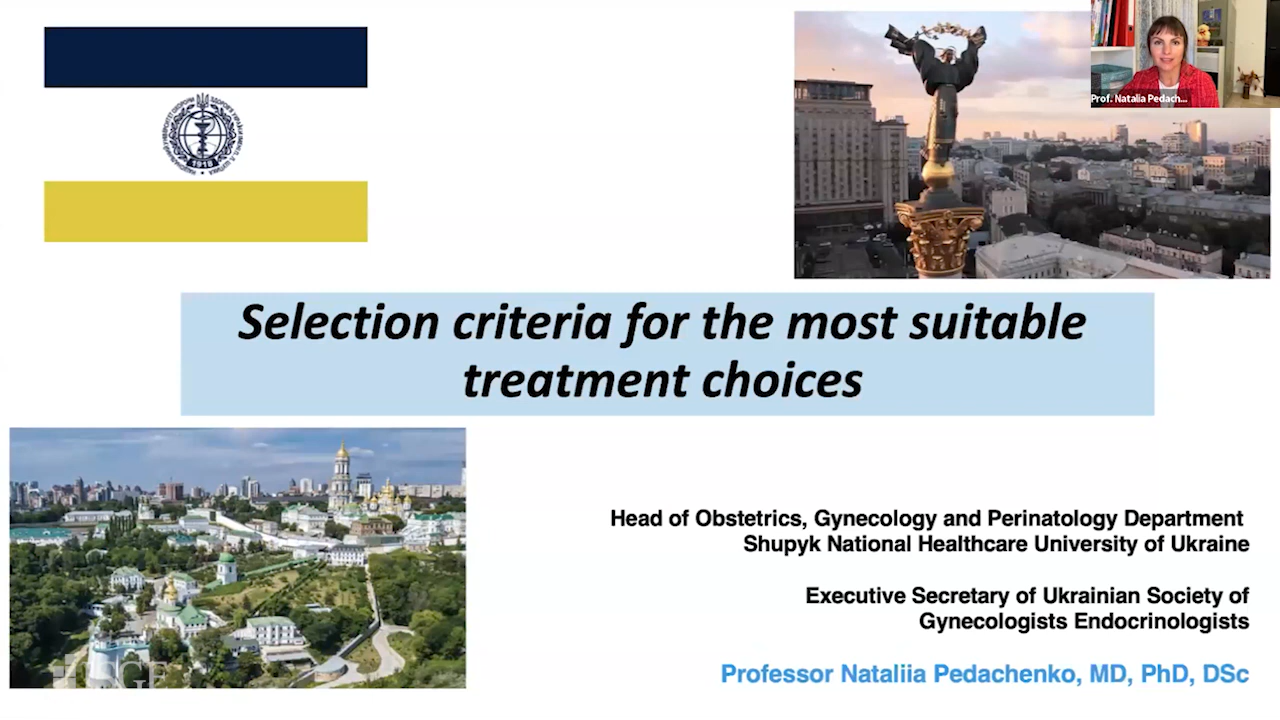 Prof. Natalia Pedach...
1918
Selection criteria for the most suitable
treatment choices
Head of Obstetrics, Gynecology and Perinatology Department
Shupyk National Healthcare University of Ukraine
Executive Secretary of Ukrainian Society of
Gynecologists Endocrinologists
Professor Nataliia Pedachenko, MD, PhD, DSc